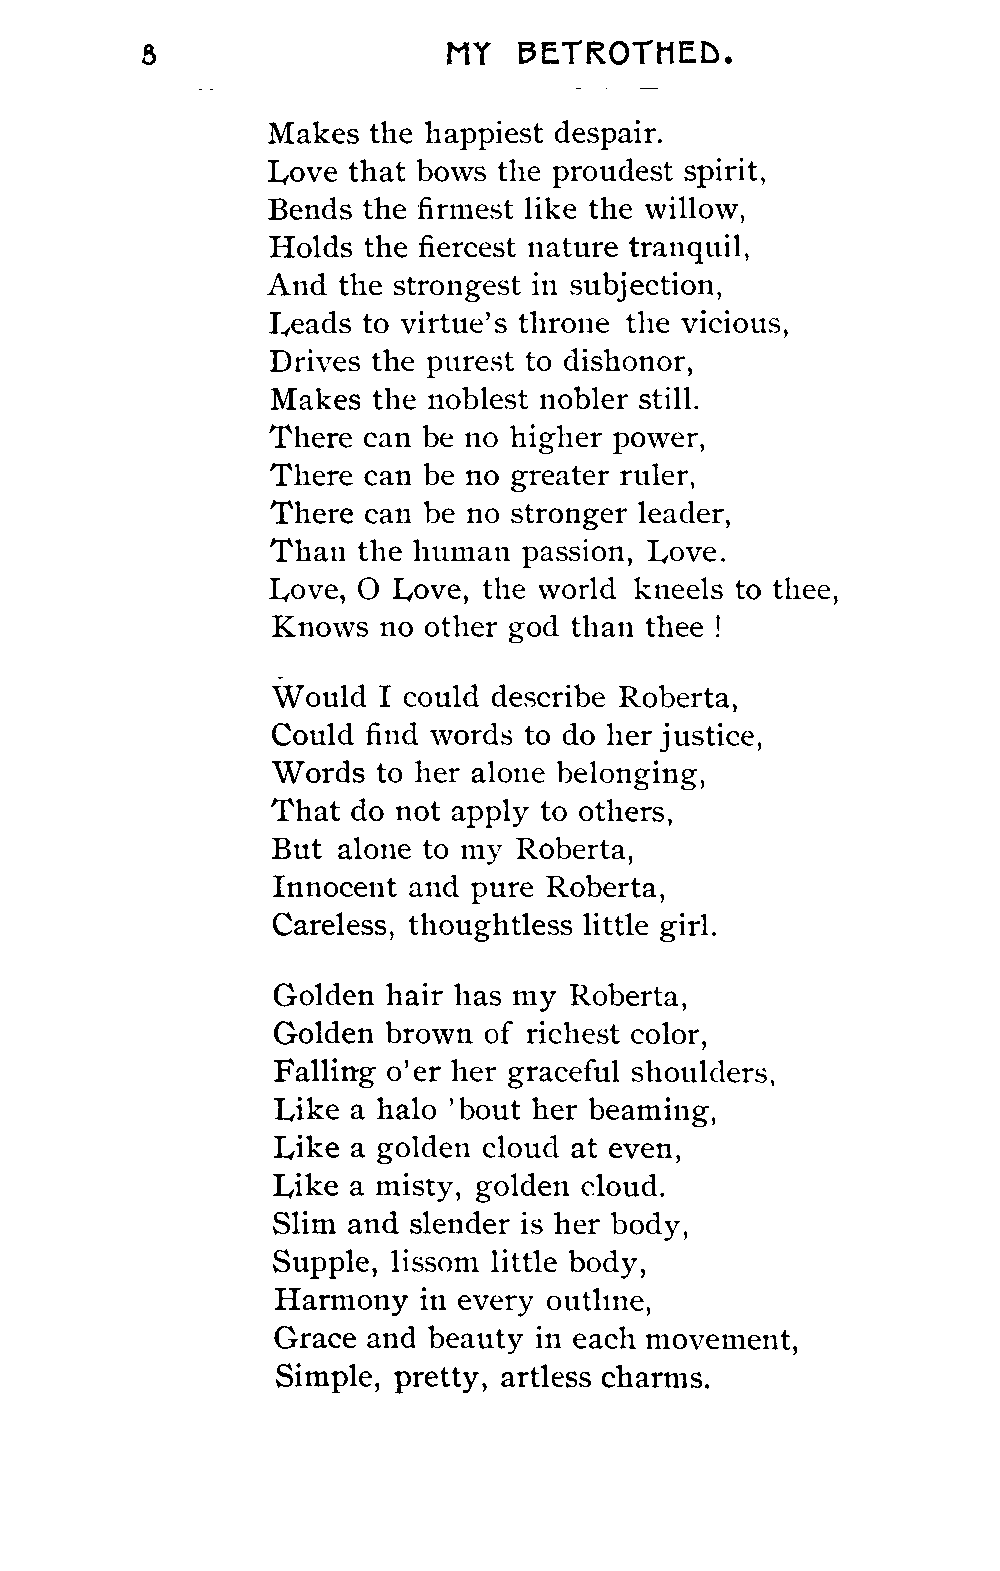 8 MY BETROTHED.
Makes the happiest despair.
Love that bows the proudest spirit,
Bends the firmest like the willow,
Holds the fiercest nature tranquil,
And the strongest in subjection,
Leads to virtue's throne the vicious,
Drives the purest to dishonor,
Makes the noblest nobler still.
There can be no higher power,
There can be no greater ruler,
There can be no stronger leader,
Than the human passion, Love.
Love, O Love, the world kneels to thee,
Knows no other god than thee !
Would I could describe Roberta,
Could find words to do her justice,
Words to her alone belonging,
That do not apply to others,
But alone to my Roberta,
Innocent and pure Roberta,
Careless, thoughtless little girl.
Golden hair has my Roberta,
Golden brown of richest color,
Falling o'er her graceful shoulders,
Like a halo 'bout her beaming,
Like a golden cloud at even,
Like a misty, golden cloud.
Slim and slender is her body,
Supple, lissom little body,
Harmony in every outline,
Grace and beauty in each movement,
Simple, pretty, artless charms.